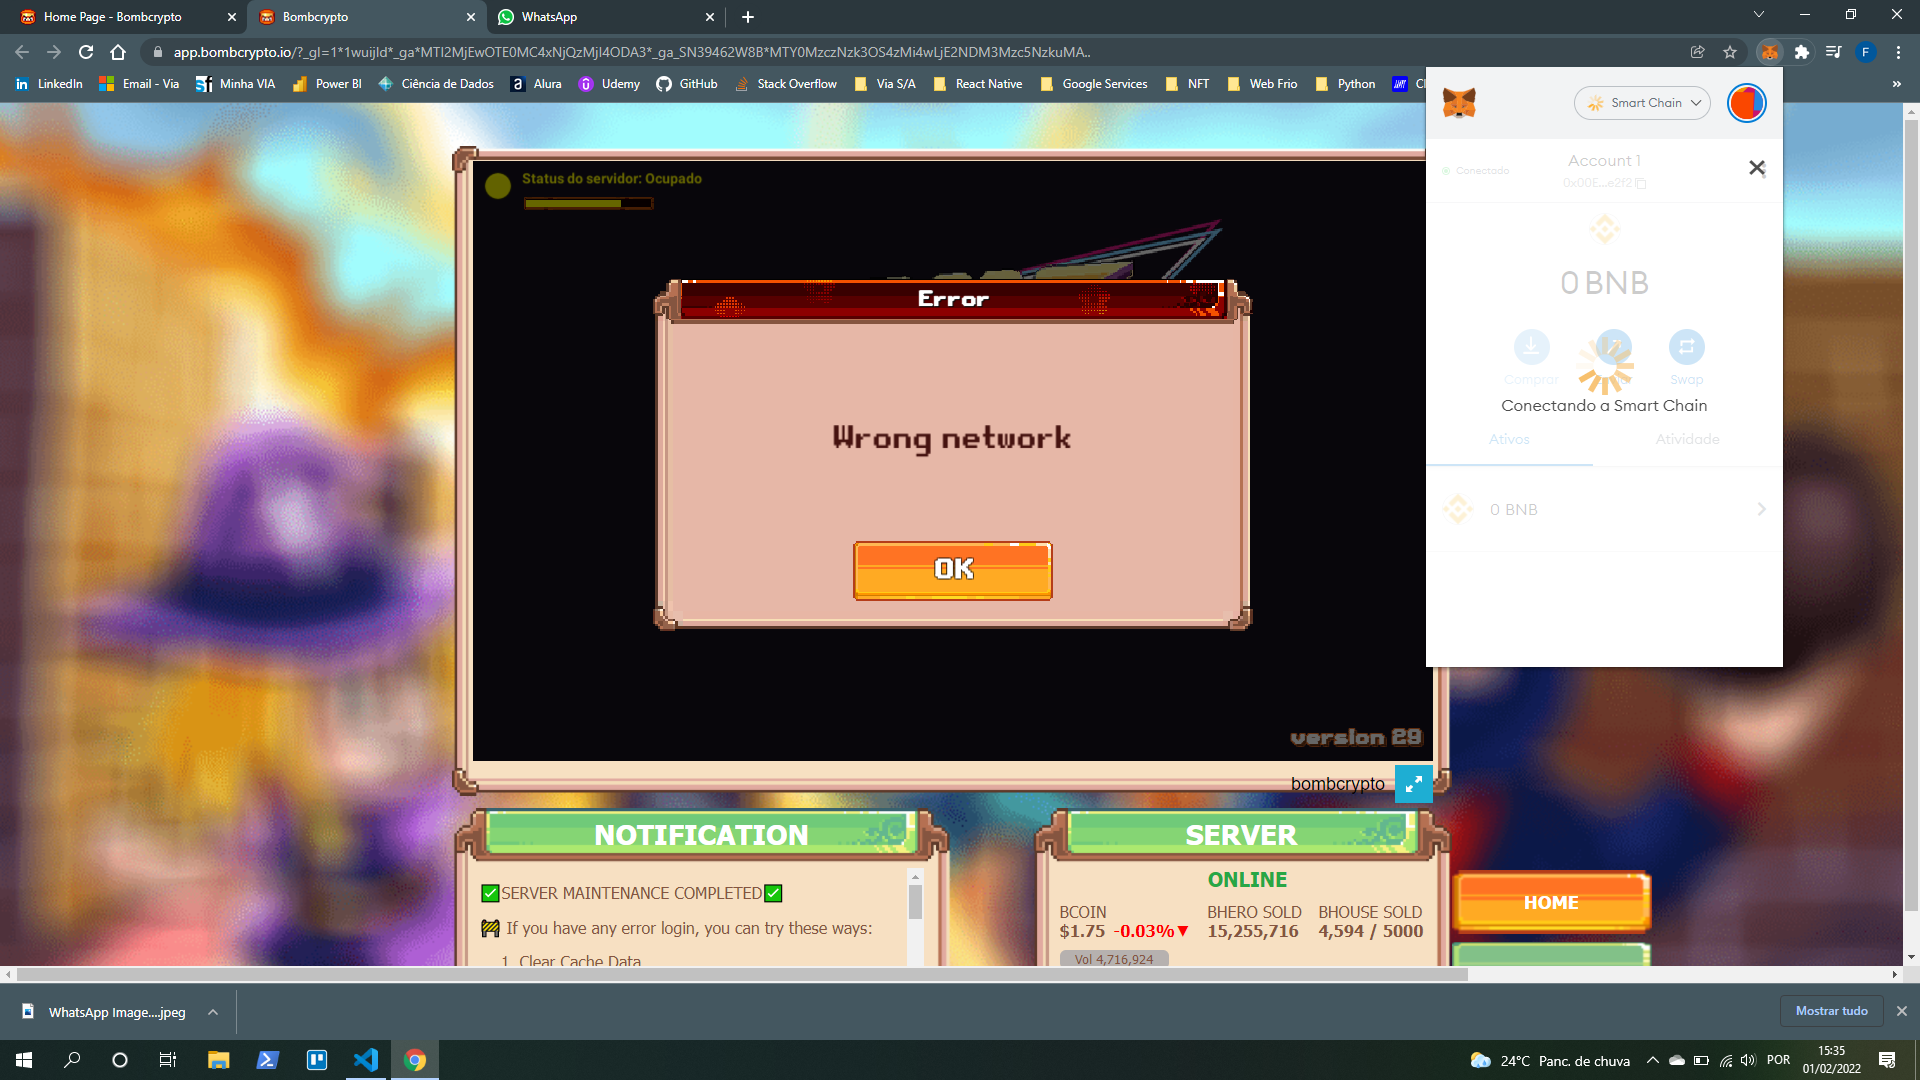 Home Page - Bombcrypto
Bombcrypto
WhatsApp
app.bombcrypto.io/?_gl=1*1wuijld*_ga*MTI2MjEwOTE0MC4xNjQzMjI4ODA3*_ga_SN39462W8B*MTY0MzczNzk3OS4zMi4wLjE2NDM3Mzc5NzkuMA..
F
LinkedIn
Email - Via
Minha VIA
Power BI
Ciência de Dados
Alura
Udemy
GitHub
Stack Overflow
Via S/A
React Native
Google Services
NFT
Web Frio
Python
Smart Chain
Conectado
Account 1
0x00E...e2f2
0 BNB
Comprar
Swap
Conectando a Smart Chain
Ativos
Atividade
0 BNB
Status do servidor: Ocupado
Error
Wrong network
OK
version 29
bombcrypto
NOTIFICATION
✅SERVER MAINTENANCE COMPLETED✅
🚧 If you have any error login, you can try these ways:
1. Clear Cache Data
SERVER
ONLINE
BCOIN
$1.75 -0.03%▼
BHERO SOLD
15,255,716
BHOUSE SOLD
4,594 / 5000
Vol 4,716,924
HOME
WhatsApp Image....jpeg
Mostrar tudo
24°C Panc. de chuva
POR
15:35
01/02/2022